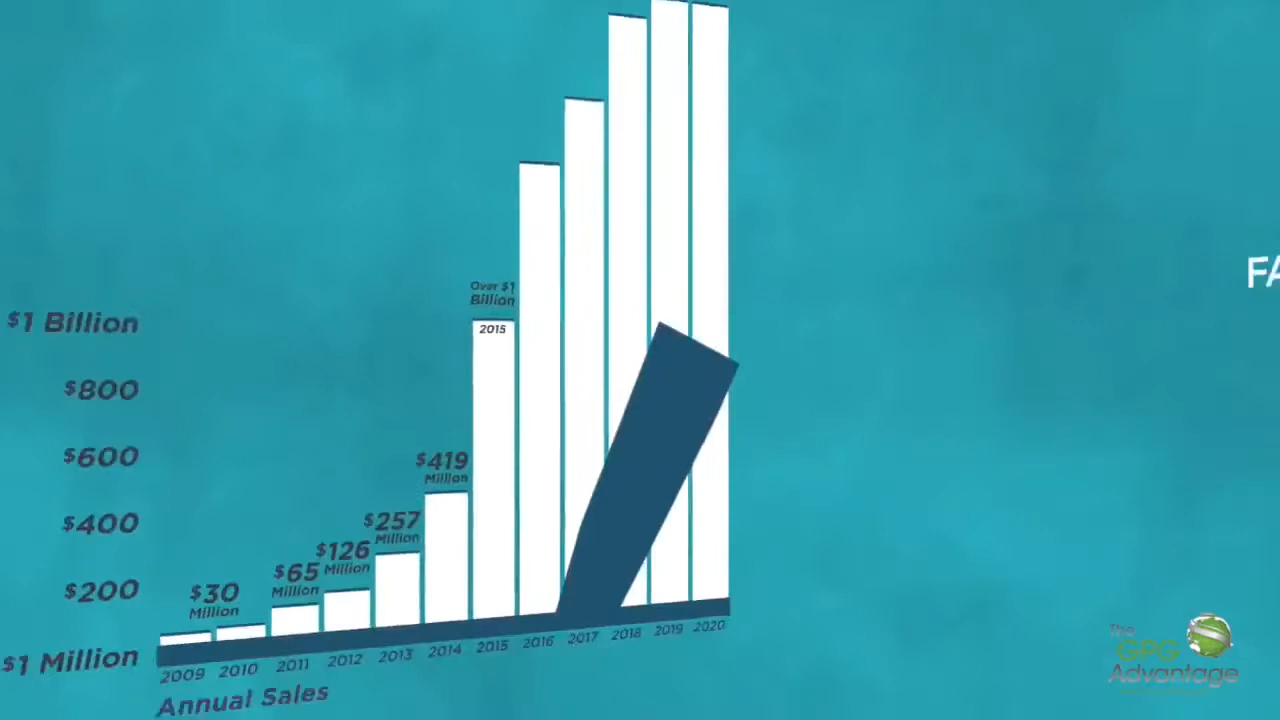 Over $1
Billion
2015
$1 Billion
$800
$600
$400
$200
$1 Million
$419
Million
$257
Million
$126
Million
$65
Million
$30
Million
2009 2010 2011 2012 2013 2014 2015 2016 2017 2018 2019 2020
Annual Sales
FA
The
GPG
Advantage